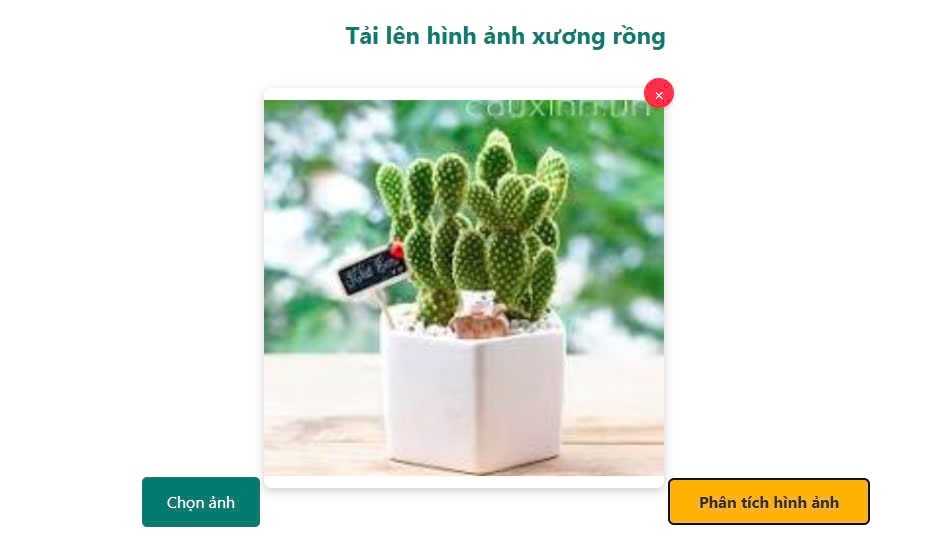 Tải lên hình ảnh xương rồng
×
Chọn ảnh
Phân tích hình ảnh